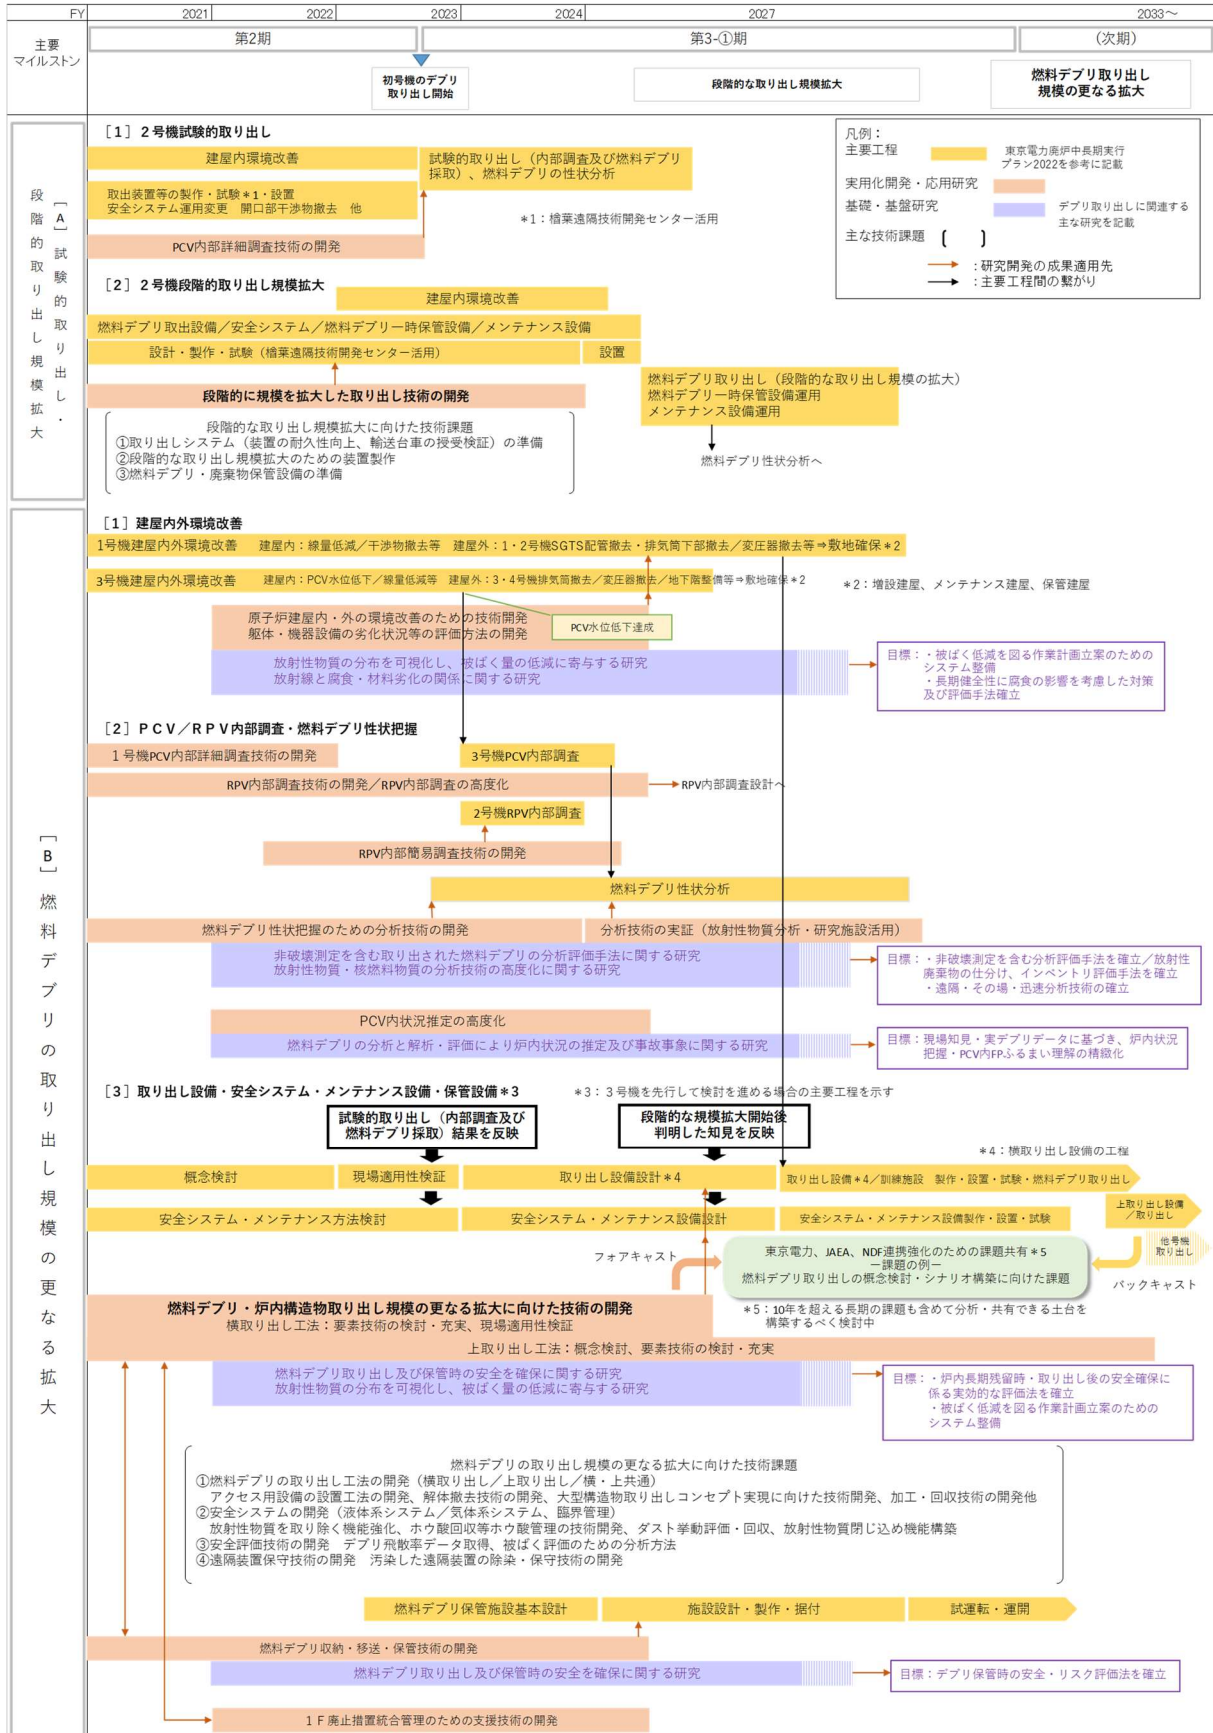 FY 2021 2022 2023 2024 2027 2033～
主要
マイルストン
第2期
第3-①期
(次期)
初号機のデブリ
取り出し開始
段階的な取り出し規模拡大
燃料デブリ取り出し
規模の更なる拡大
［A］試験的取り出し・
段階的取り出し規模拡大
［1］２号機試験的取り出し
建屋内環境改善
試験的取り出し（内部調査及び燃料デブリ
採取）、燃料デブリの性状分析
取出装置等の製作・試験＊1・設置
安全システム運用変更　開口部干渉物撤去　他
＊1：楢葉遠隔技術開発センター活用
PCV内部詳細調査技術の開発
凡例：
主要工程
東京電力廃炉中長期実行
プラン2022を参考に記載
実用化開発・応用研究
基礎・基盤研究
デブリ取り出しに関連する
主な研究を記載
主な技術課題 ( )
：研究開発の成果適用先
：主要工程間の繋がり
［2］２号機段階的取り出し規模拡大
建屋内環境改善
燃料デブリ取出設備／安全システム／燃料デブリ一時保管設備／メンテナンス設備
設計・製作・試験（楢葉遠隔技術開発センター活用）
設置
段階的に規模を拡大した取り出し技術の開発
燃料デブリ取り出し（段階的な取り出し規模の拡大）
燃料デブリ一時保管設備運用
メンテナンス設備運用
燃料デブリ性状分析へ
段階的な取り出し規模拡大に向けた技術課題
①取り出しシステム（装置の耐久性向上、輸送台車の授受検証）の準備
②段階的な取り出し規模拡大のための装置製作
③燃料デブリ・廃棄物保管設備の準備
［B］燃料デブリの取り出し規模の更なる拡大
［1］建屋内外環境改善
1号機建屋内外環境改善　建屋内：線量低減／干渉物撤去等　建屋外：1・2号機SGTS配管撤去・排気筒下部撤去／変圧器撤去等⇒敷地確保＊2
3号機建屋内外環境改善　建屋内：PCV水位低下／線量低減等　建屋外：3・4号機排気筒撤去／変圧器撤去／地下階整備等⇒敷地確保＊2
＊2：増設建屋、メンテナンス建屋、保管建屋
原子炉建屋内・外の環境改善のための技術開発
躯体・機器設備の劣化状況等の評価方法の開発
PCV水位低下達成
放射性物質の分布を可視化し、被ばく量の低減に寄与する研究
放射線と腐食・材料劣化の関係に関する研究
目標：・被ばく低減を図る作業計画立案のための
システム整備
・長期健全性に腐食の影響を考慮した対策
及び評価手法確立
［2］ＰＣＶ／ＲＰＶ内部調査・燃料デブリ性状把握
１号機PCV内部詳細調査技術の開発
3号機PCV内部調査
RPV内部調査技術の開発／RPV内部調査の高度化
RPV内部調査設計へ
2号機RPV内部調査
RPV内部簡易調査技術の開発
燃料デブリ性状分析
燃料デブリ性状把握のための分析技術の開発
分析技術の実証（放射性物質分析・研究施設活用）
非破壊測定を含む取り出された燃料デブリの分析評価手法に関する研究
放射性物質・核燃料物質の分析技術の高度化に関する研究
目標：・非破壊測定を含む分析評価手法を確立／放射性
廃棄物の仕分け、インベントリ評価手法を確立
・遠隔・その場・迅速分析技術の確立
PCV内状況推定の高度化
燃料デブリの分析と解析・評価により炉内状況の推定及び事故事象に関する研究
目標：現場知見・実デブリデータに基づき、炉内状況
把握・PCV内FPふるまい理解の精緻化
［3］取り出し設備・安全システム・メンテナンス設備・保管設備＊3
＊3：３号機を先行して検討を進める場合の主要工程を示す
試験的取り出し（内部調査及び
燃料デブリ採取）結果を反映
段階的な規模拡大開始後
判明した知見を反映
＊4：横取り出し設備の工程
概念検討
現場適用性検証
取り出し設備設計＊4
取り出し設備＊4／訓練施設　製作・設置・試験・燃料デブリ取り出し
安全システム・メンテナンス方法検討
安全システム・メンテナンス設備設計
安全システム・メンテナンス設備製作・設置・試験
上取り出し設備
／取り出し
他号機
取り出し
フォアキャスト
東京電力、JAEA、NDF連携強化のための課題共有＊5
ー課題の例ー
燃料デブリ取り出しの概念検討・シナリオ構築に向けた課題
バックキャスト
燃料デブリ・炉内構造物取り出し規模の更なる拡大に向けた技術の開発
横取り出し工法：要素技術の検討・充実、現場適用性検証
＊5：10年を超える長期の課題も含めて分析・共有できる土台を
構築するべく検討中
上取り出し工法：概念検討、要素技術の検討・充実
燃料デブリ取り出し及び保管時の安全を確保に関する研究
放射性物質の分布を可視化し、被ばく量の低減に寄与する研究
目標：・炉内長期残留時・取り出し後の安全確保に
係る実効的な評価法を確立
・被ばく低減を図る作業計画立案のための
システム整備
燃料デブリの取り出し規模の更なる拡大に向けた技術課題
①燃料デブリの取り出し工法の開発（横取り出し／上取り出し／横・上共通）
アクセス用設備の設置工法の開発、解体撤去技術の開発、大型構造物取り出しコンセプト実現に向けた技術開発、加工・回収技術の開発他
②安全システムの開発（液体系システム／気体系システム、臨界管理）
放射性物質を取り除く機能強化、ホウ酸回収等ホウ酸管理の技術開発、ダスト挙動評価・回収、放射性物質閉じ込め機能構築
③安全評価技術の開発　デブリ飛散率データ取得、被ばく評価のための分析方法
④遠隔装置保守技術の開発　汚染した遠隔装置の除染・保守技術の開発
燃料デブリ保管施設基本設計
施設設計・製作・据付
試運転・運開
燃料デブリ収納・移送・保管技術の開発
燃料デブリ取り出し及び保管時の安全を確保に関する研究
目標：デブリ保管時の安全・リスク評価法を確立
１Ｆ廃止措置統合管理のための支援技術の開発